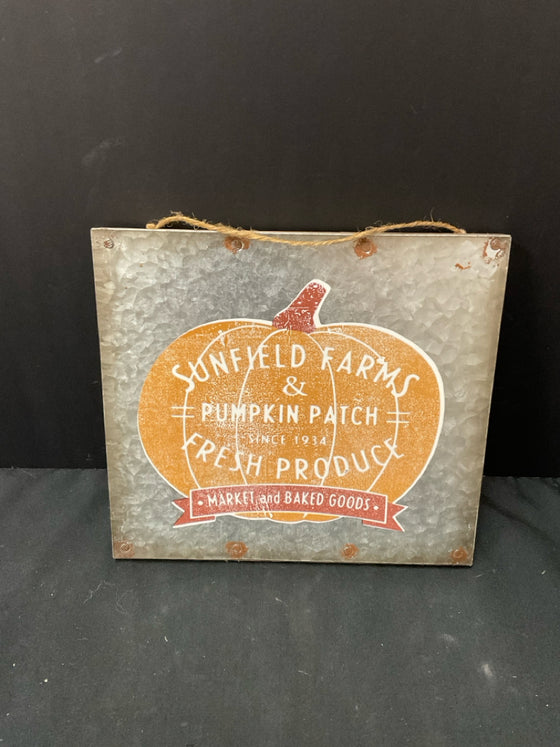 SUNFIELD FARMS
&
PUMPKIN PATCH
SINCE 1934
FRESH PRODUCE
• MARKET and BAKED GOODS •